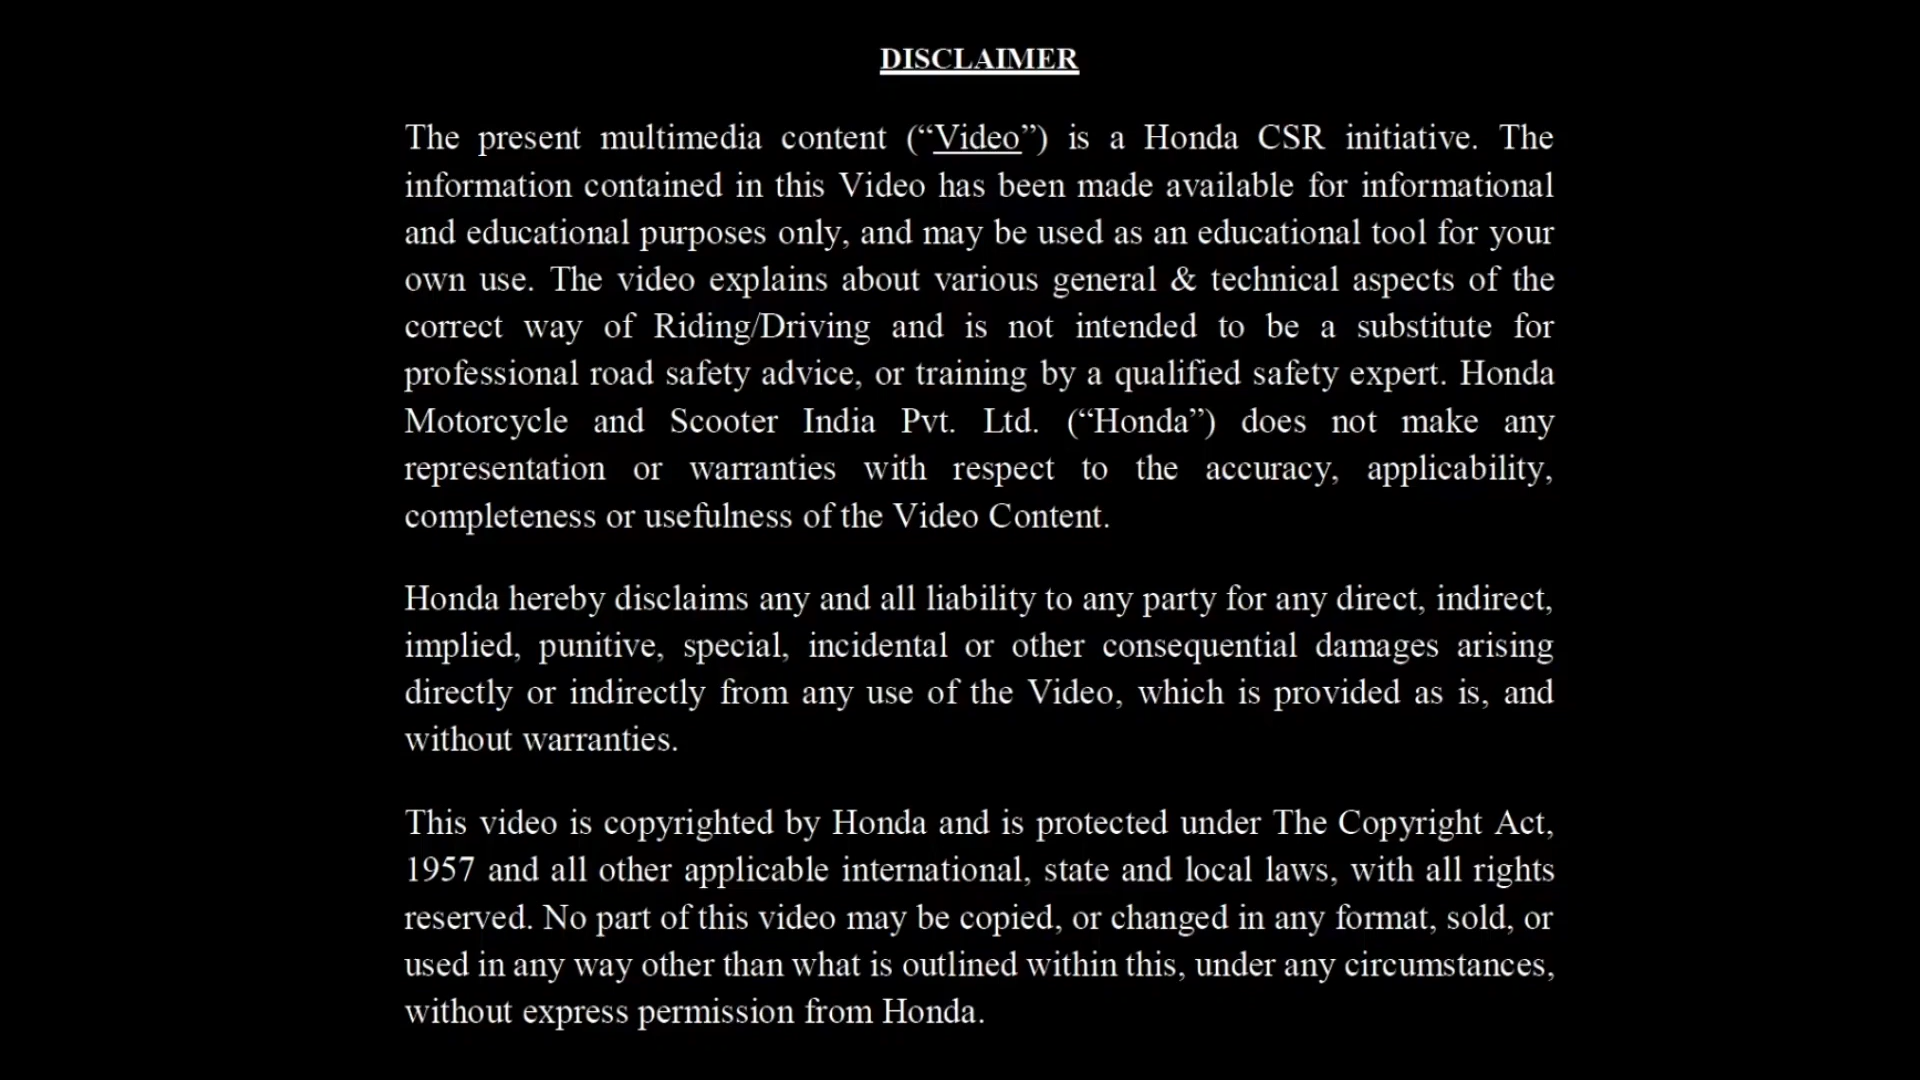 DISCLAIMER
The present multimedia content (“Video”) is a Honda CSR initiative. The
information contained in this Video has been made available for informational
and educational purposes only, and may be used as an educational tool for your
own use. The video explains about various general & technical aspects of the
correct way of Riding/Driving and is not intended to be a substitute for
professional road safety advice, or training by a qualified safety expert. Honda
Motorcycle and Scooter India Pvt. Ltd. (“Honda”) does not make any
representation or warranties with respect to the accuracy, applicability,
completeness or usefulness of the Video Content.
Honda hereby disclaims any and all liability to any party for any direct, indirect,
implied, punitive, special, incidental or other consequential damages arising
directly or indirectly from any use of the Video, which is provided as is, and
without warranties.
This video is copyrighted by Honda and is protected under The Copyright Act,
1957 and all other applicable international, state and local laws, with all rights
reserved. No part of this video may be copied, or changed in any format, sold, or
used in any way other than what is outlined within this, under any circumstances,
without express permission from Honda.